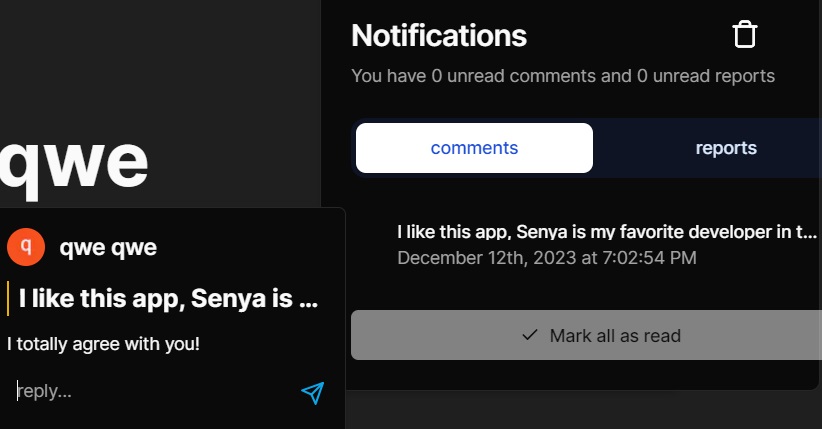 Notifications
You have 0 unread comments and 0 unread reports
comments
reports
I like this app, Senya is my favorite developer in t...
December 12th, 2023 at 7:02:54 PM
Mark all as read
qwe
q
qwe qwe
I like this app, Senya is ...
I totally agree with you!
reply...